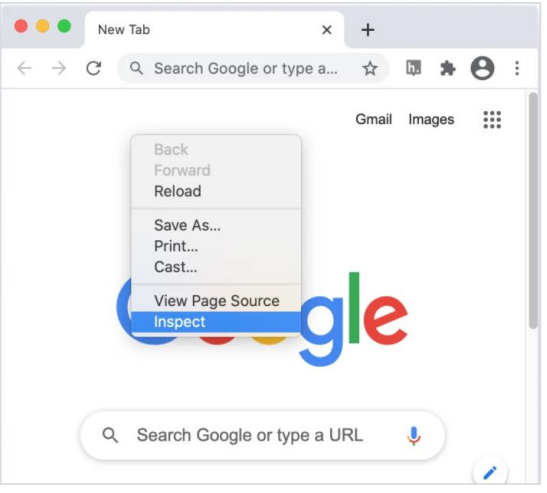 New Tab
Search Google or type a...
Gmail Images
Back
Forward
Reload
Save As...
Print...
Cast...
View Page Source
Inspect
gle
Search Google or type a URL